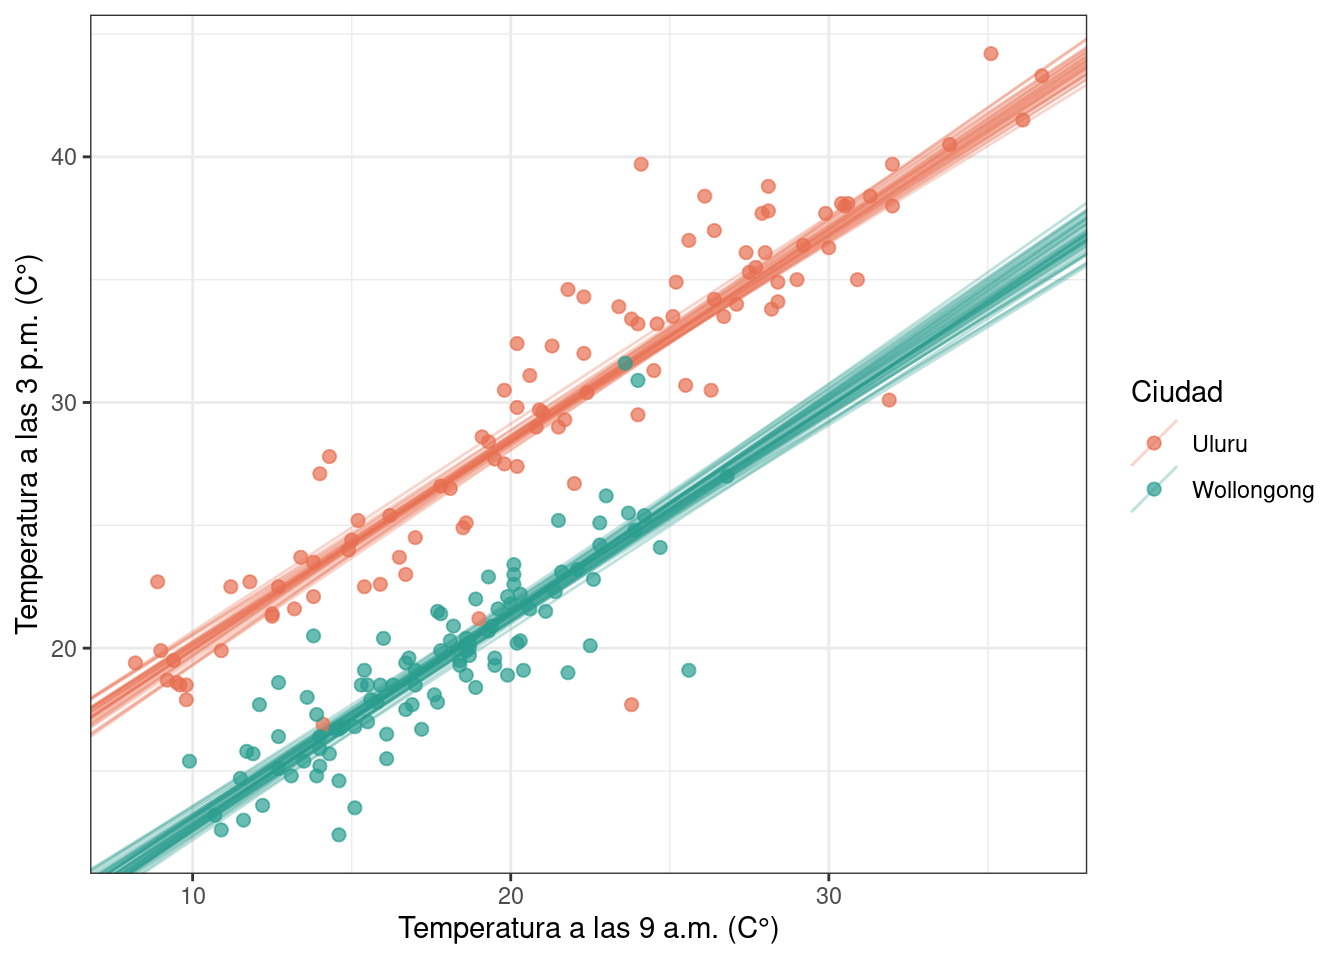 Temperatura a las 3 p.m. (C°)
40
30
20
10
20
30
Temperatura a las 9 a.m. (C°)
Ciudad
Uluru
Wollongong